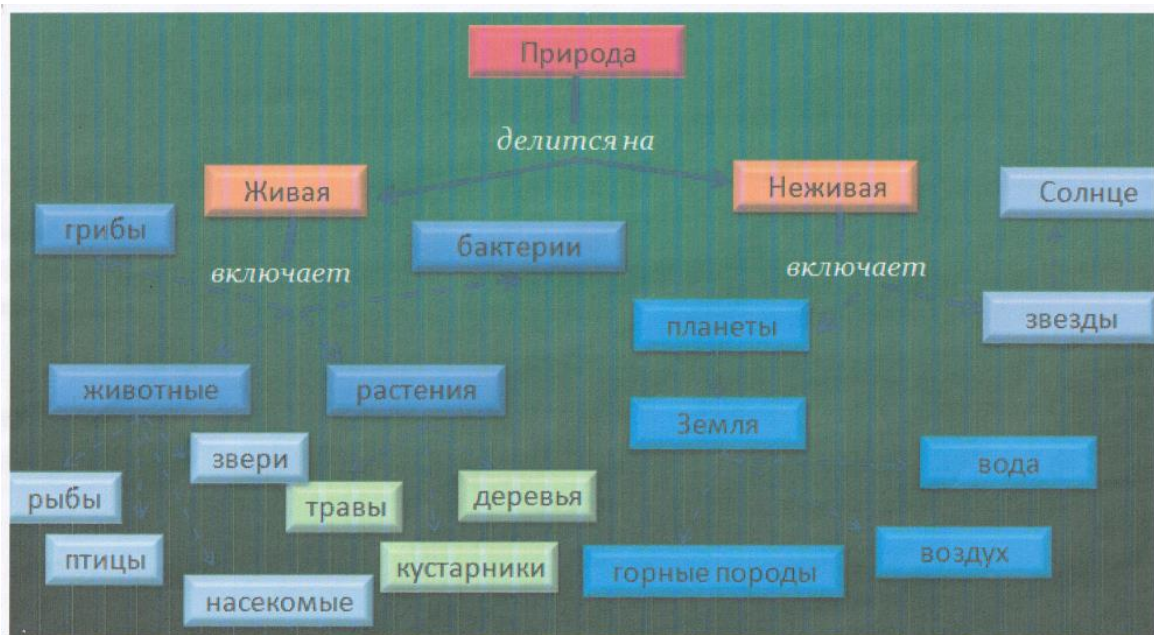 Природа
делится на
Живая
Неживая
Солнце
грибы
бактерии
включает
включает
планеты
звезды
животные
растения
Земля
звери
вода
рыбы
травы
деревья
птицы
кустарники
горные породы
воздух
насекомые